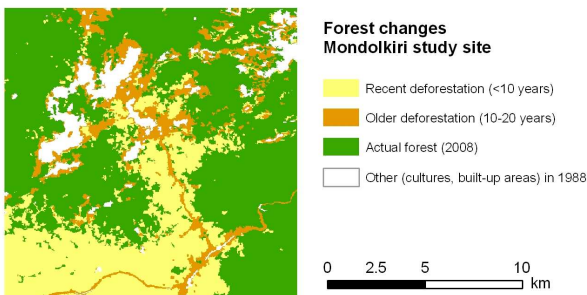 Forest changes
Mondolkiri study site
Recent deforestation (<10 years)
Older deforestation (10-20 years)
Actual forest (2008)
Other (cultures, built-up areas) in 1988
0 2.5 5 10
km